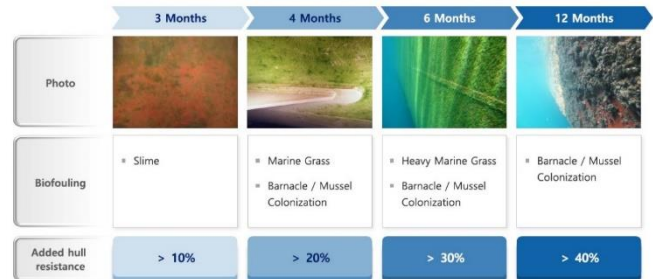 3 Months
4 Months
6 Months
12 Months
Photo
Biofouling
Slime
Marine Grass
Barnacle / Mussel
Colonization
Heavy Marine Grass
Barnacle / Mussel
Colonization
Barnacle / Mussel
Colonization
Added hull
resistance
> 10%
> 20%
> 30%
> 40%